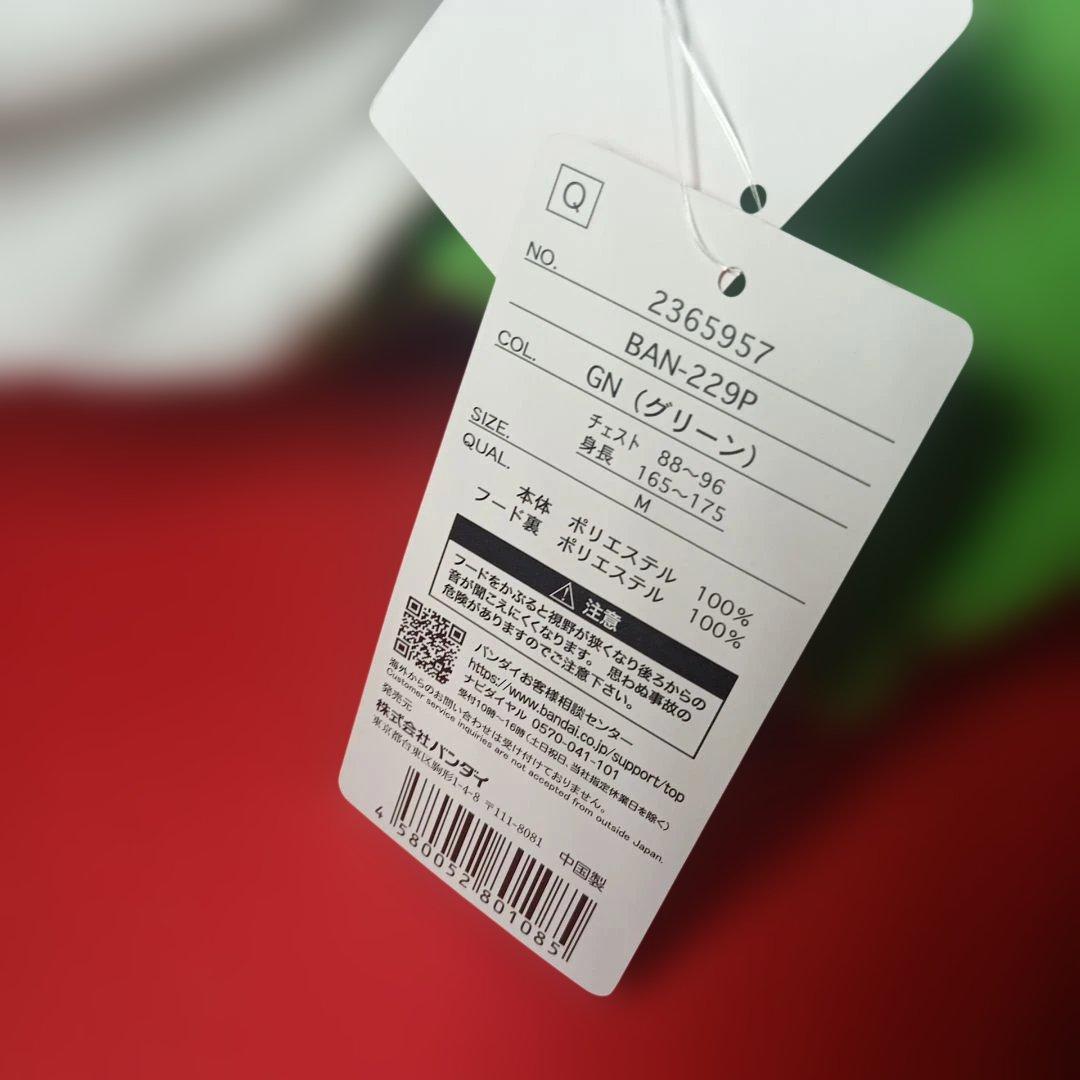 Q
NO.
2365957
BAN-229P
COL.
GN（グリーン）
SIZE.
チェスト 88〜96
身長 165〜175
M
QUAL.
本体 ポリエステル 100%
フード裏 ポリエステル 100%
⚠ 注意
フードをかぶると視野が狭くなり後ろからの
音が聞こえにくくなります。思わぬ事故の
危険がありますのでご注意下さい。
バンダイお客様相談センター
https://www.bandai.co.jp/support/top
ナビダイヤル 0570-041-101
受付10時〜16時（土日祝日、当社指定休業日を除く）
海外からのお問い合わせは受け付けておりません。
Customer service inquiries are not accepted from outside Japan.
発売元
株式会社バンダイ
東京都台東区駒形1-4-8 〒111-8081
中国製
4 580052 801085